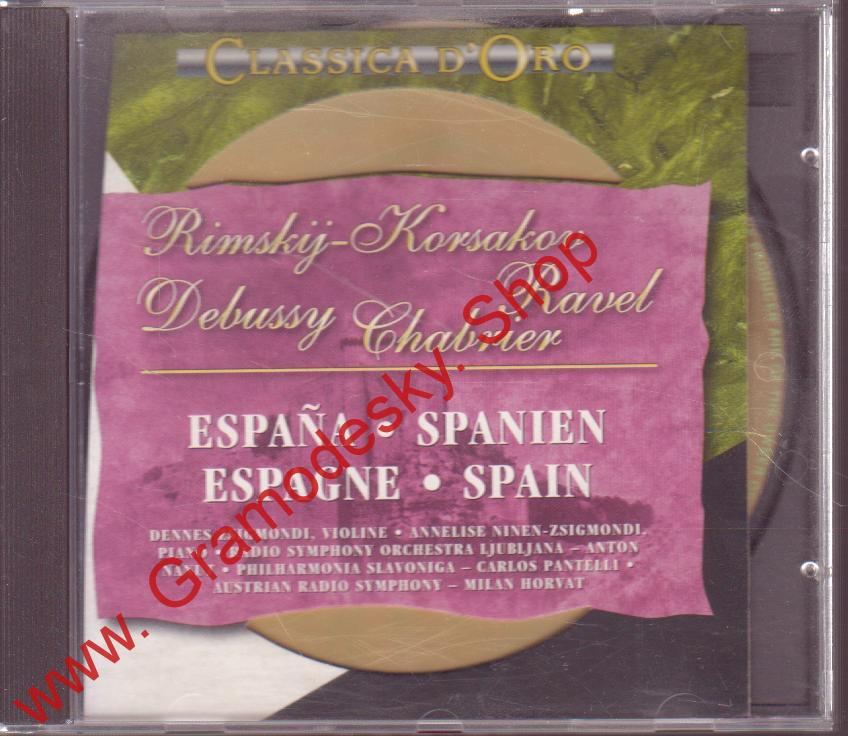 CLASSICA D'ORO
Rimskij-Korsakov
Debussy Ravel
Chabrier
ESPAÑA • SPANIEN
ESPAGNE • SPAIN
DENNES VIOLINE • ANNELISE NINEN-ZSIGMONDI,
PIANO • RADIO SYMPHONY ORCHESTRA LJUBLJANA – ANTON
NANUT • PHILHARMONIA SLAVONIGA – CARLOS PANTELLI •
AUSTRIAN RADIO SYMPHONY – MILAN HORVAT
www. Gramodesky. Shop